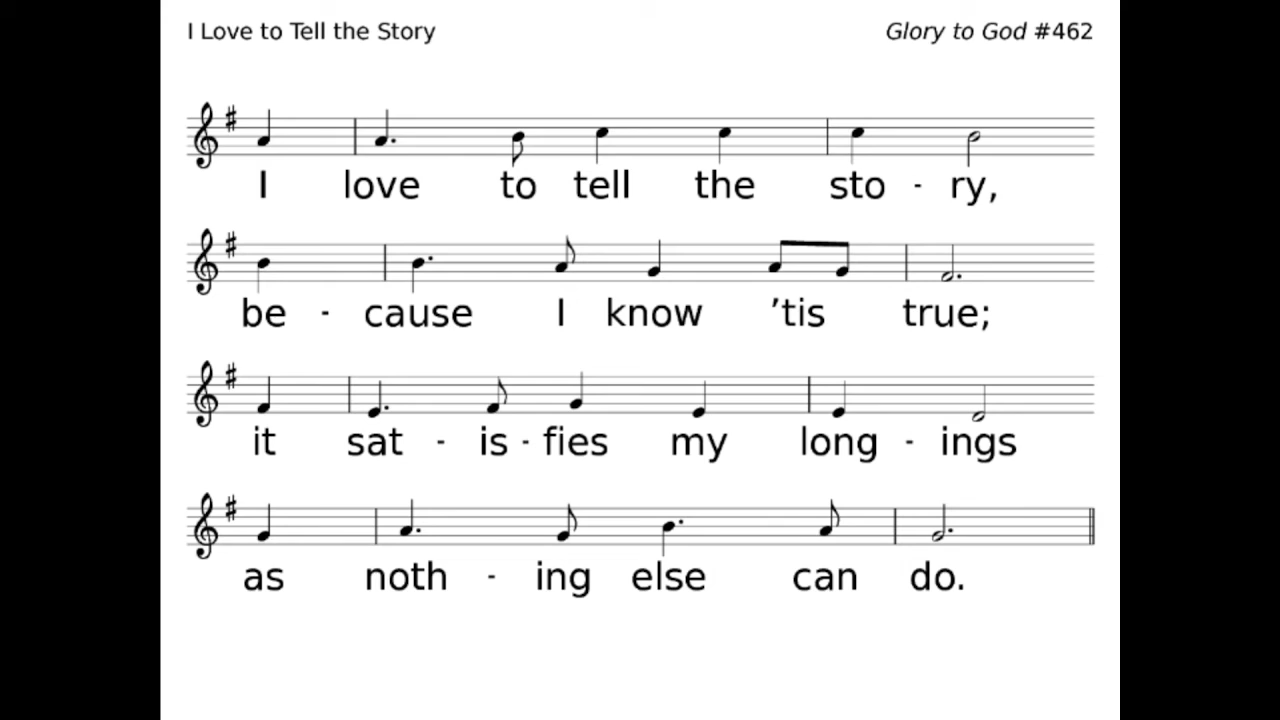 I Love to Tell the Story
Glory to God #462
I love to tell the sto - ry,
be - cause I know ’tis true;
it sat - is - fies my long - ings
as noth - ing else can do.